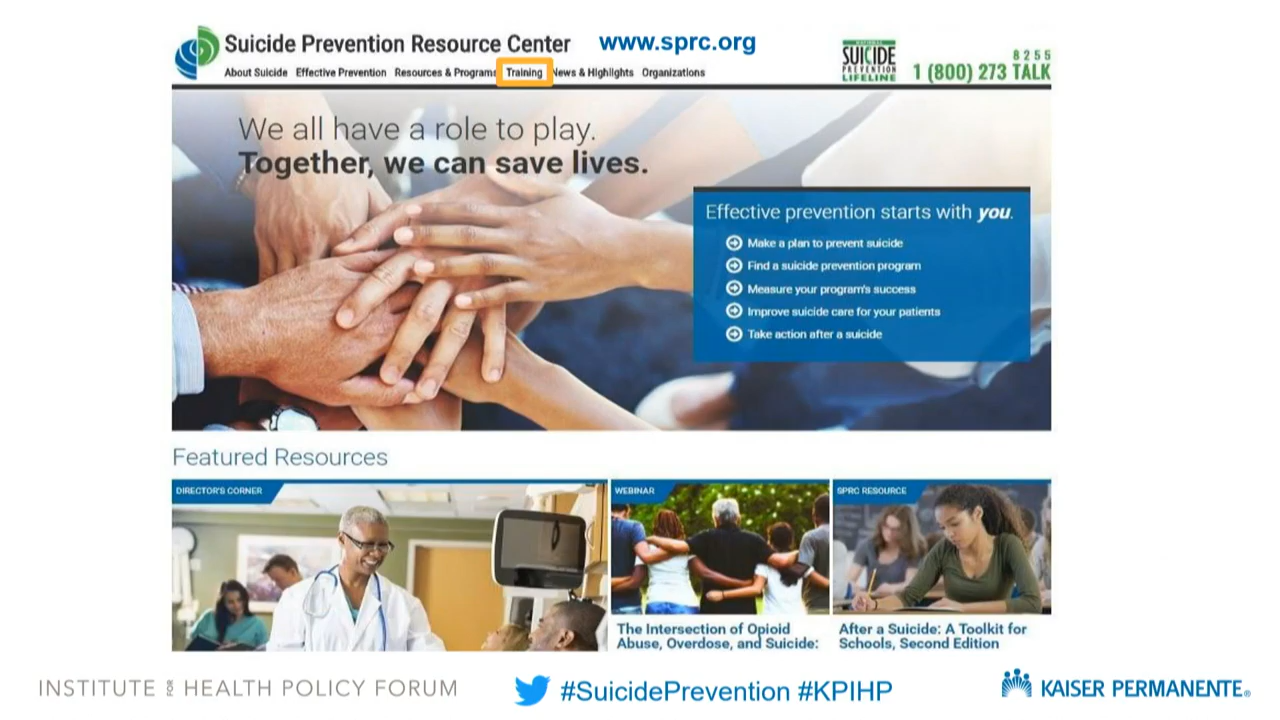 Suicide Prevention Resource Center
www.sprc.org
NATIONAL
SUICIDE
PREVENTION
LIFELINE
8255
1 (800) 273 TALK
About Suicide Effective Prevention Resources & Programs Training News & Highlights Organizations
We all have a role to play.
Together, we can save lives.
Effective prevention starts with you.
Make a plan to prevent suicide
Find a suicide prevention program
Measure your program's success
Improve suicide care for your patients
Take action after a suicide
Featured Resources
DIRECTOR'S CORNER
WEBINAR
SPRC RESOURCE
The Intersection of Opioid
Abuse, Overdose, and Suicide:
After a Suicide: A Toolkit for
Schools, Second Edition
INSTITUTE FOR HEALTH POLICY FORUM
#SuicidePrevention #KPIHP
KAISER PERMANENTE®